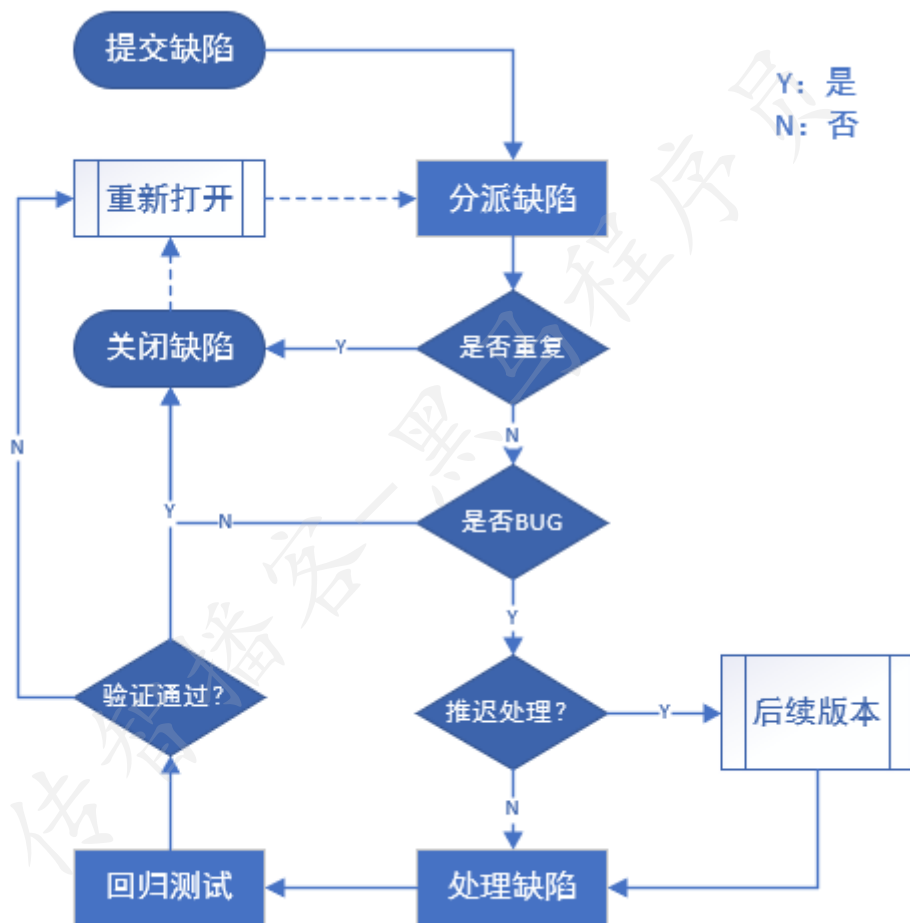 提交缺陷
Y：是
N：否
重新打开
分派缺陷
关闭缺陷
Y
是否重复
N
N
Y
N
是否BUG
Y
验证通过？
推迟处理？
Y
后续版本
N
回归测试
处理缺陷
传智播客—黑马程序员